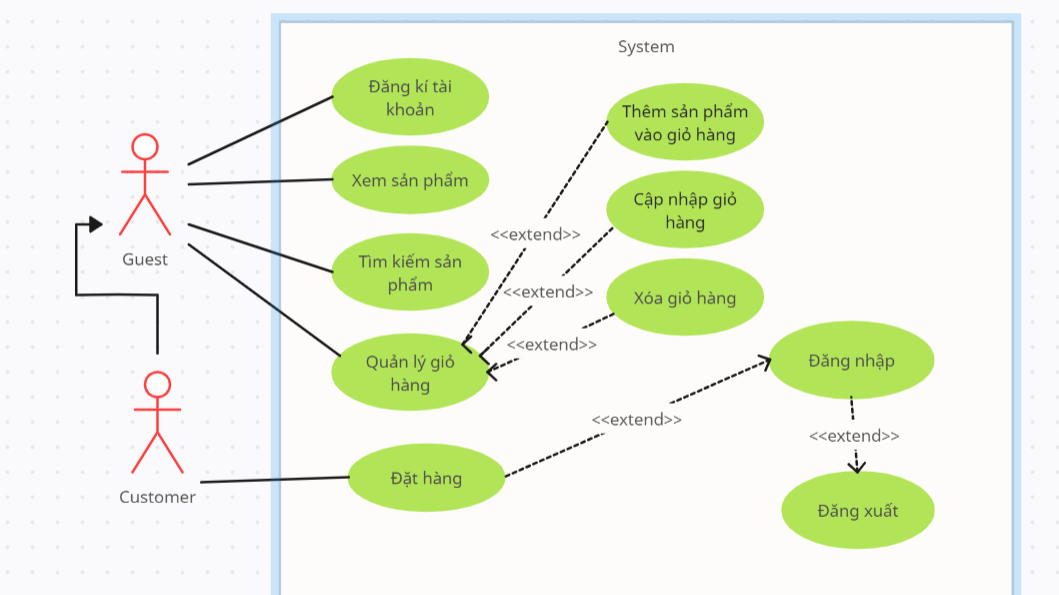 System
Đăng kí tài
khoản
Thêm sản phẩm
vào giỏ hàng
Xem sản phẩm
Cập nhập giỏ
hàng
<<extend>>
Guest
Tìm kiếm sản
phẩm
<<extend>>
Xóa giỏ hàng
<<extend>>
Quản lý giỏ
hàng
Đăng nhập
<<extend>>
<<extend>>
Đặt hàng
Customer
Đăng xuất